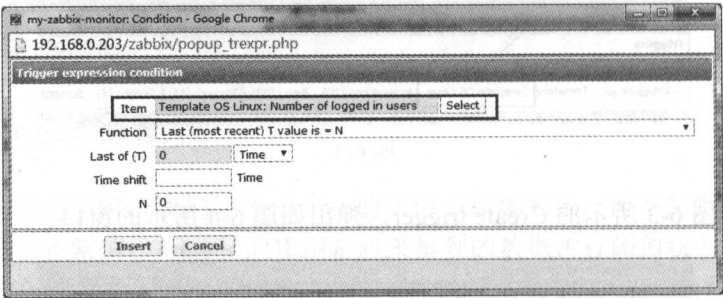 my-zabbix-monitor: Condition - Google Chrome
192.168.0.203/zabbix/popup_trexpr.php
Trigger expression condition
Item Template OS Linux: Number of logged in users Select
Function Last (most recent) T value is = N
Last of (T) 0 Time
Time shift Time
N 0
Insert Cancel